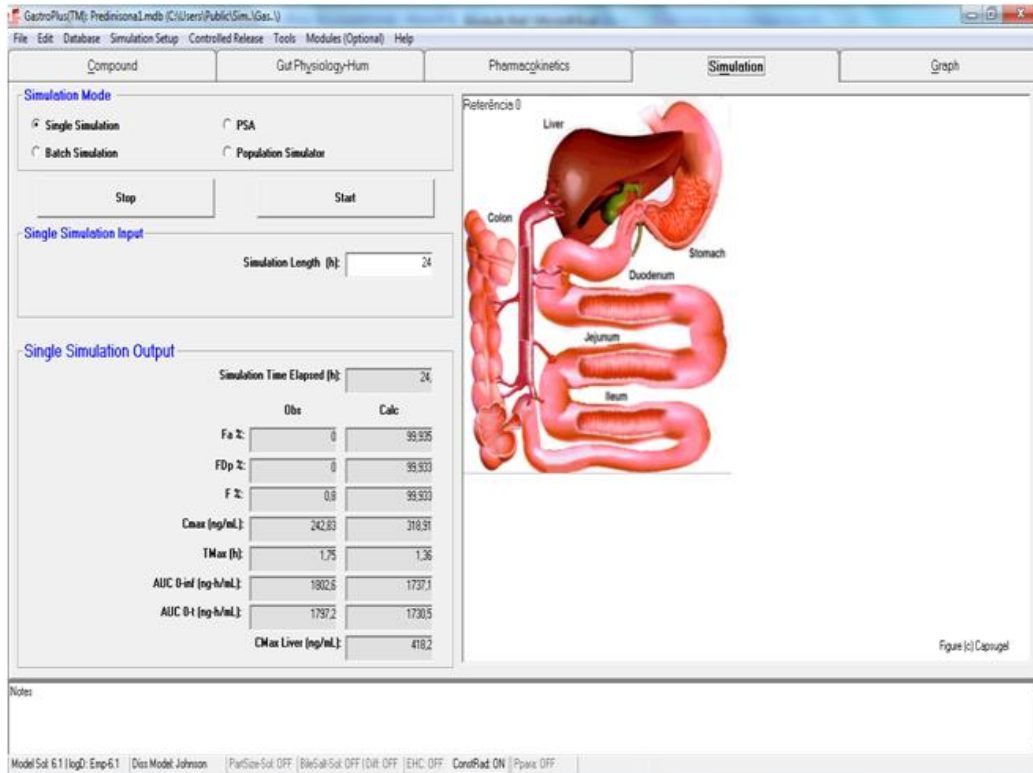 GastroPlus(TM): Predinisona1.mdb (C:\Users\Public\Sim..\Gas..\)
File Edit Database Simulation Setup Controlled Release Tools Modules (Optional) Help
Compound Gut Physiology-Hum Pharmacokinetics Simulation Graph
Simulation Mode
Single Simulation PSA
Batch Simulation Population Simulator
Stop Start
Single Simulation Input
Simulation Length (h): 24
Single Simulation Output
Simulation Time Elapsed (h): 24,
Obs Calc
Fa %: 0 99,935
FDp %: 0 99,933
F %: 0,8 99,933
Cmax (ng/mL): 242,83 318,91
TMax (h): 1,75 1,36
AUC 0-inf (ng-h/mL): 1802,6 1737,1
AUC 0-t (ng-h/mL): 1797,2 1730,5
CMax Liver (ng/mL): 418,2
Referência 0
Liver
Colon
Stomach
Duodenum
Jejunum
Ileum
Figure (c) Capsugel
Notes
Model Sol: 6.1 | logD: Emp-6.1 Diss Model: Johnson PartSize-Sol: OFF | BileSalt-Sol: OFF | Diff: OFF EHC: OFF ConstRad: ON Ppara: OFF